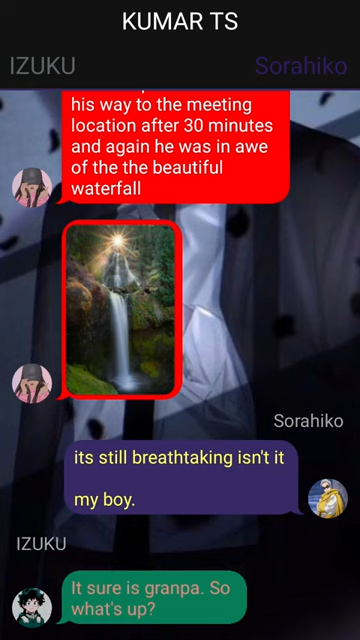 KUMAR TS
IZUKU
Sorahiko
his way to the meeting
location after 30 minutes
and again he was in awe
of the the beautiful
waterfall
Sorahiko
its still breathtaking isn't it
my boy.
IZUKU
It sure is granpa. So
what's up?